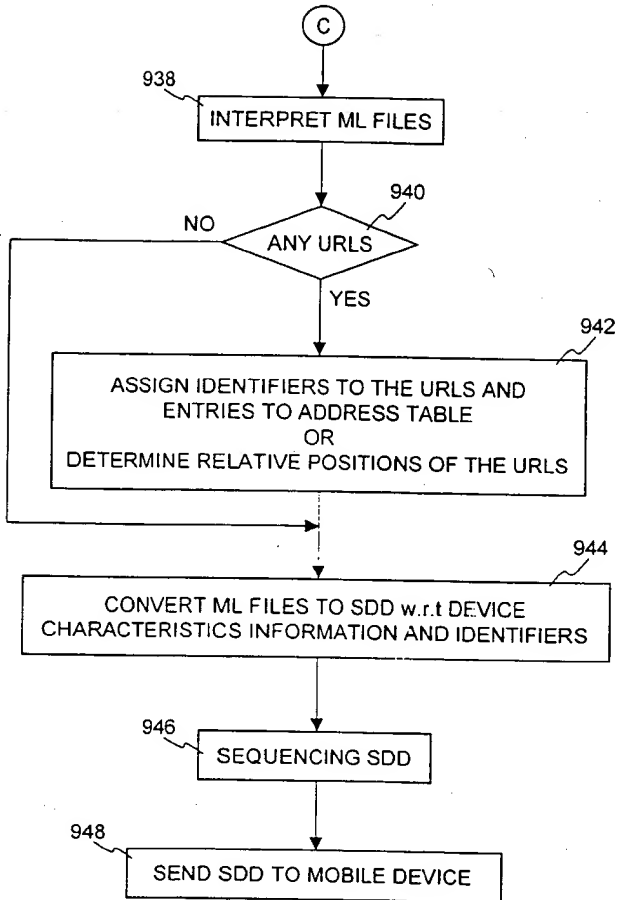 C
938
INTERPRET ML FILES
940
NO
ANY URLS
YES
942
ASSIGN IDENTIFIERS TO THE URLS AND
ENTRIES TO ADDRESS TABLE
OR
DETERMINE RELATIVE POSITIONS OF THE URLS
944
CONVERT ML FILES TO SDD w.r.t DEVICE
CHARACTERISTICS INFORMATION AND IDENTIFIERS
946
SEQUENCING SDD
948
SEND SDD TO MOBILE DEVICE